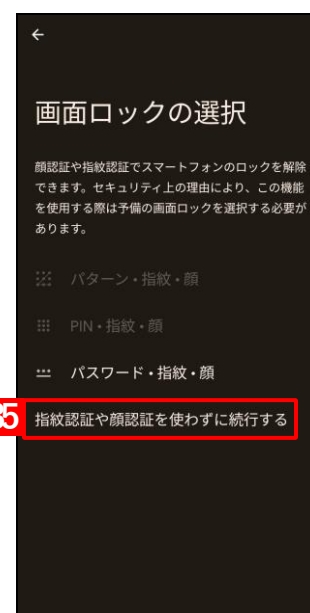 画面ロックの選択
顔認証や指紋認証でスマートフォンのロックを解除
できます。セキュリティ上の理由により、この機能
を使用する際は予備の画面ロックを選択する必要が
あります。
パターン・指紋・顔
PIN・指紋・顔
パスワード・指紋・顔
指紋認証や顔認証を使わずに続行する